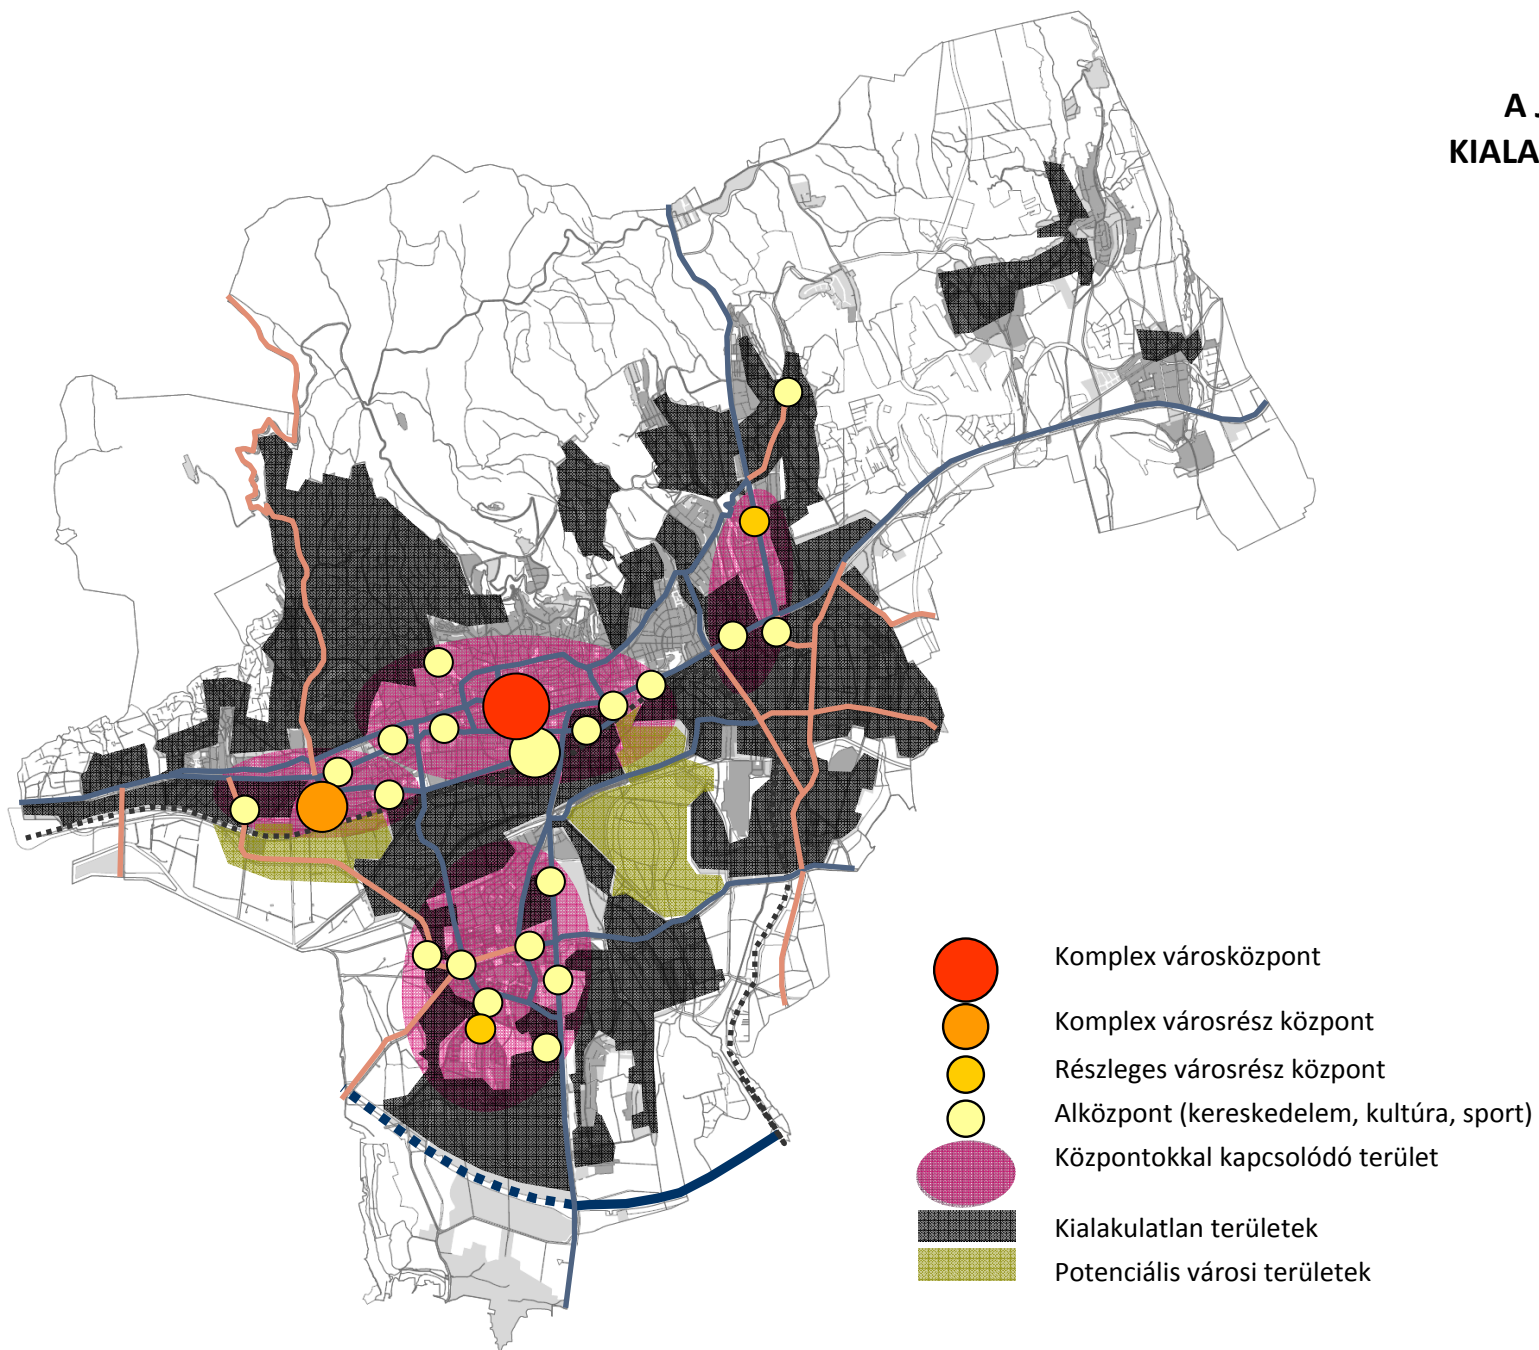 A J
KIALA
Komplex városközpont
Komplex városrész központ
Részleges városrész központ
Alközpont (kereskedelem, kultúra, sport)
Központokkal kapcsolódó terület
Kialakulatlan területek
Potenciális városi területek